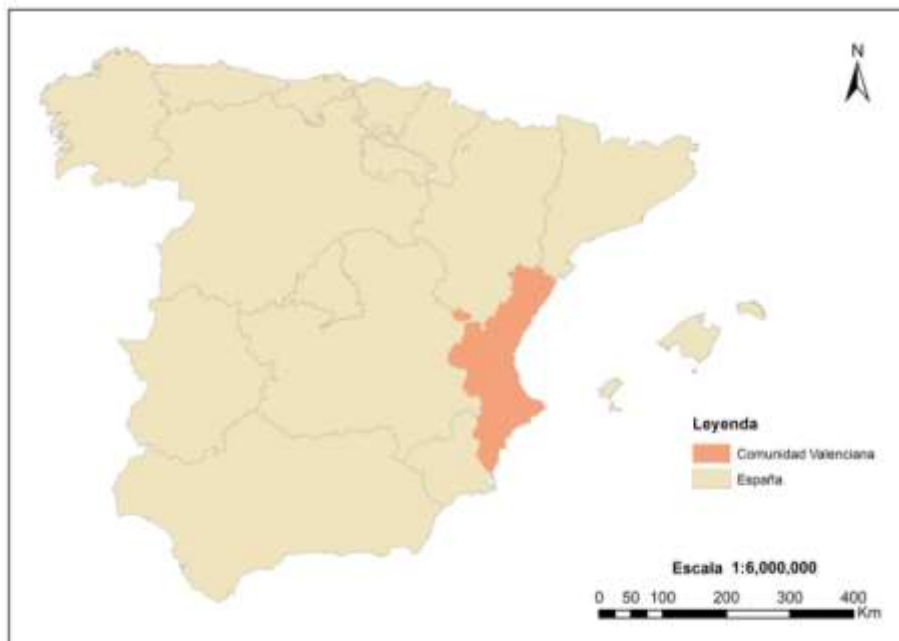 N
Leyenda
Comunidad Valenciana
España
Escala 1:6,000,000
0 50 100 200 300 400
Km